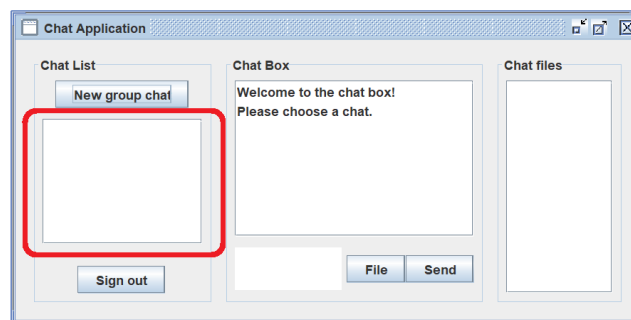 Chat Application
Chat List
New group chat
Sign out
Chat Box
Welcome to the chat box!
Please choose a chat.
File
Send
Chat files